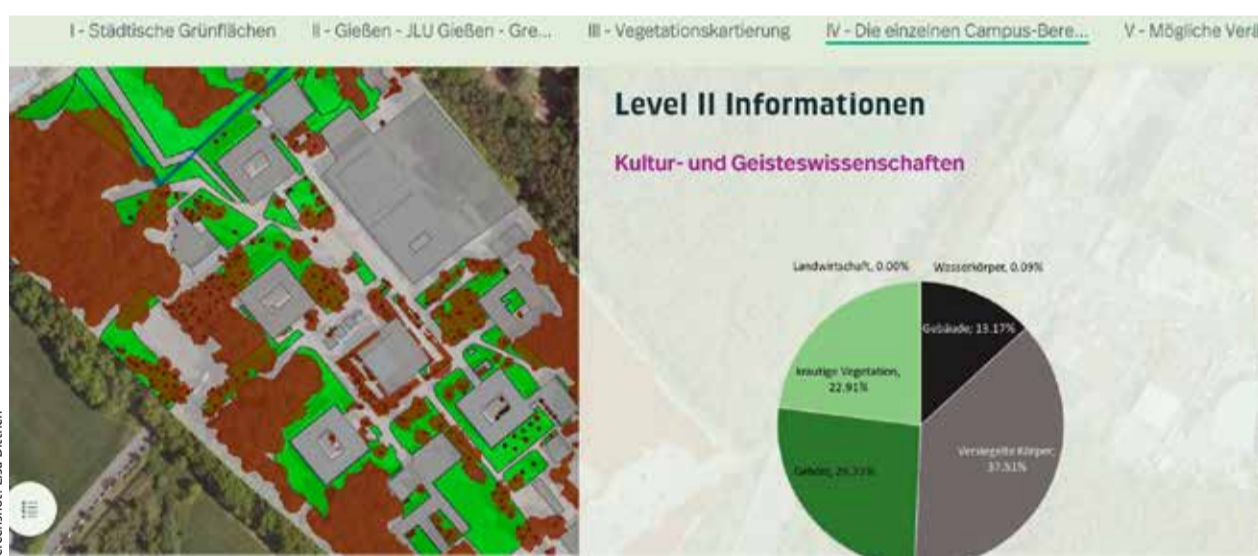 I - Städtische Grünflächen
II - Gießen - JLU Gießen - Gre...
III - Vegetationskartierung
IV - Die einzelnen Campus-Bere...
V - Mögliche Verä
Level II Informationen
Kultur- und Geisteswissenschaften
Landwirtschaft, 0.00%
Wasserkörper, 0.09%
Gebäude; 13.17%
krautige Vegetation,
22.91%
Versiegelte Körper;
37.51%
Gehölz;